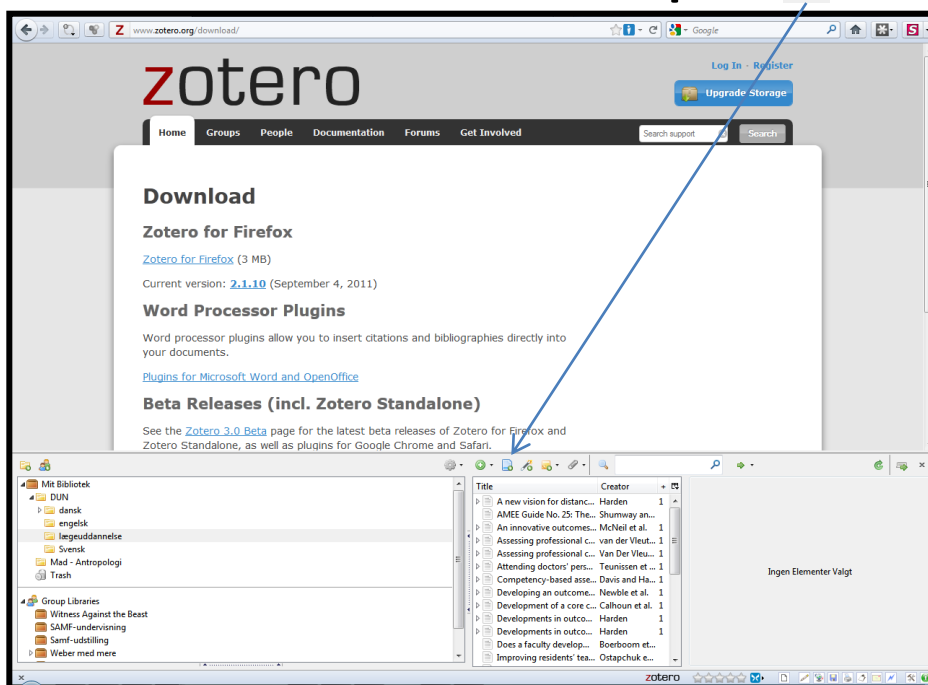 Z www.zotero.org/download/
Google
S
zotero
Log In - Register
Upgrade Storage
Home Groups People Documentation Forums Get Involved
Search support
Search
Download
Zotero for Firefox
Zotero for Firefox (3 MB)
Current version: 2.1.10 (September 4, 2011)
Word Processor Plugins
Word processor plugins allow you to insert citations and bibliographies directly into
your documents.
Plugins for Microsoft Word and OpenOffice
Beta Releases (incl. Zotero Standalone)
See the Zotero 3.0 Beta page for the latest beta releases of Zotero for Firefox and
Zotero Standalone, as well as plugins for Google Chrome and Safari.
Mit Bibliotek
DUN
dansk
engelsk
lægeuddannelse
Svensk
Mad - Antropologi
Trash
Group Libraries
Witness Against the Beast
SAMF-undervisning
Samf-udstilling
Weber med mere
Title Creator +
A new vision for distanc... Harden 1
AMEE Guide No. 25: The... Shumway an...
An innovative outcomes... McNeil et al. 1
Assessing professional c... van der Vleut... 1
Assessing professional c... Van Der Vleu... 1
Attending doctors' pers... Teunissen et ... 1
Competency-based asse... Davis and Ha... 1
Developing an outcome... Newble et al. 1
Development of a core c... Calhoun et al. 1
Developments in outco... Harden 1
Developments in outco... Harden 1
Does a faculty develop... Boerboom et...
Improving residents' tea... Ostapchuk e...
Ingen Elementer Valgt
zotero